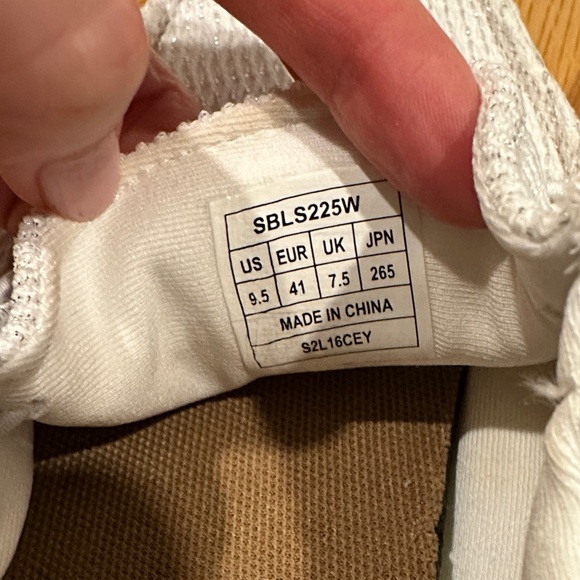 SBLS225W
US EUR UK JPN
9.5 41 7.5 265
MADE IN CHINA
S2L16CEY